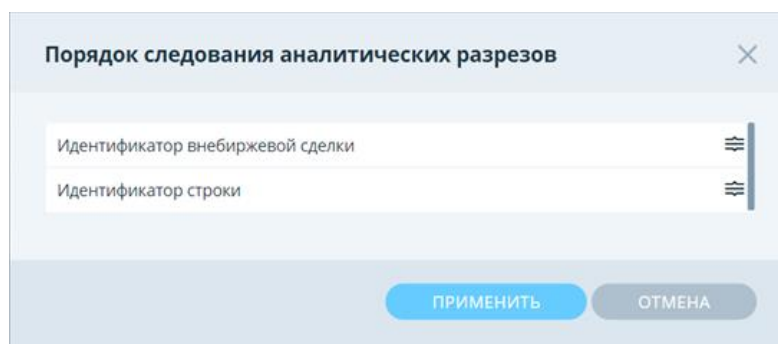 Порядок следования аналитических разрезов
Идентификатор внебиржевой сделки
Идентификатор строки
ПРИМЕНИТЬ ОТМЕНА